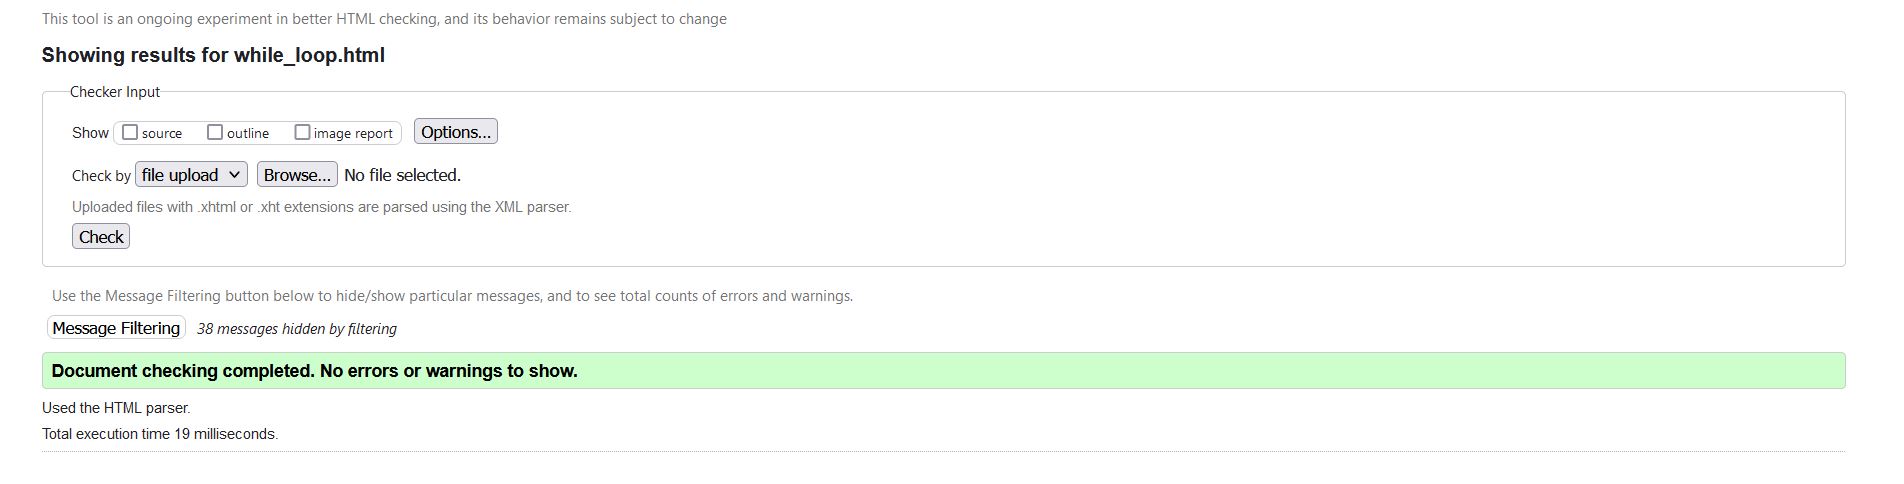 This tool is an ongoing experiment in better HTML checking, and its behavior remains subject to change
Showing results for while_loop.html
Checker Input
Show source outline image report Options...
Check by file upload Browse... No file selected.
Uploaded files with .xhtml or .xht extensions are parsed using the XML parser.
Check
Use the Message Filtering button below to hide/show particular messages, and to see total counts of errors and warnings.
Message Filtering 38 messages hidden by filtering
Document checking completed. No errors or warnings to show.
Used the HTML parser.
Total execution time 19 milliseconds.